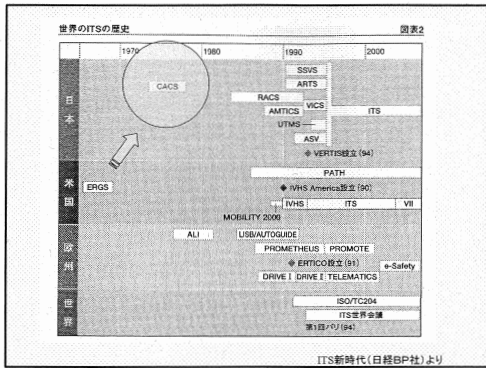 世界のITSの歴史 図表2
1970 1980 1990 2000
日本
SSVS
CACS ARTS
RACS
AMTICS VICS ITS
UTMS
ASV
VERTIS設立(94)
米国
PATH
ERGS IVHS America設立(90)
IVHS ITS VII
MOBILITY 2000
欧州
ALI USB/AUTOGUIDE
PROMETHEUS PROMOTE
ERTICO設立(91) e-Safety
DRIVE I DRIVE II TELEMATICS
世界
ISO/TC204
ITS世界会議
第1回パリ(94)
ITS新時代(日経BP社)より